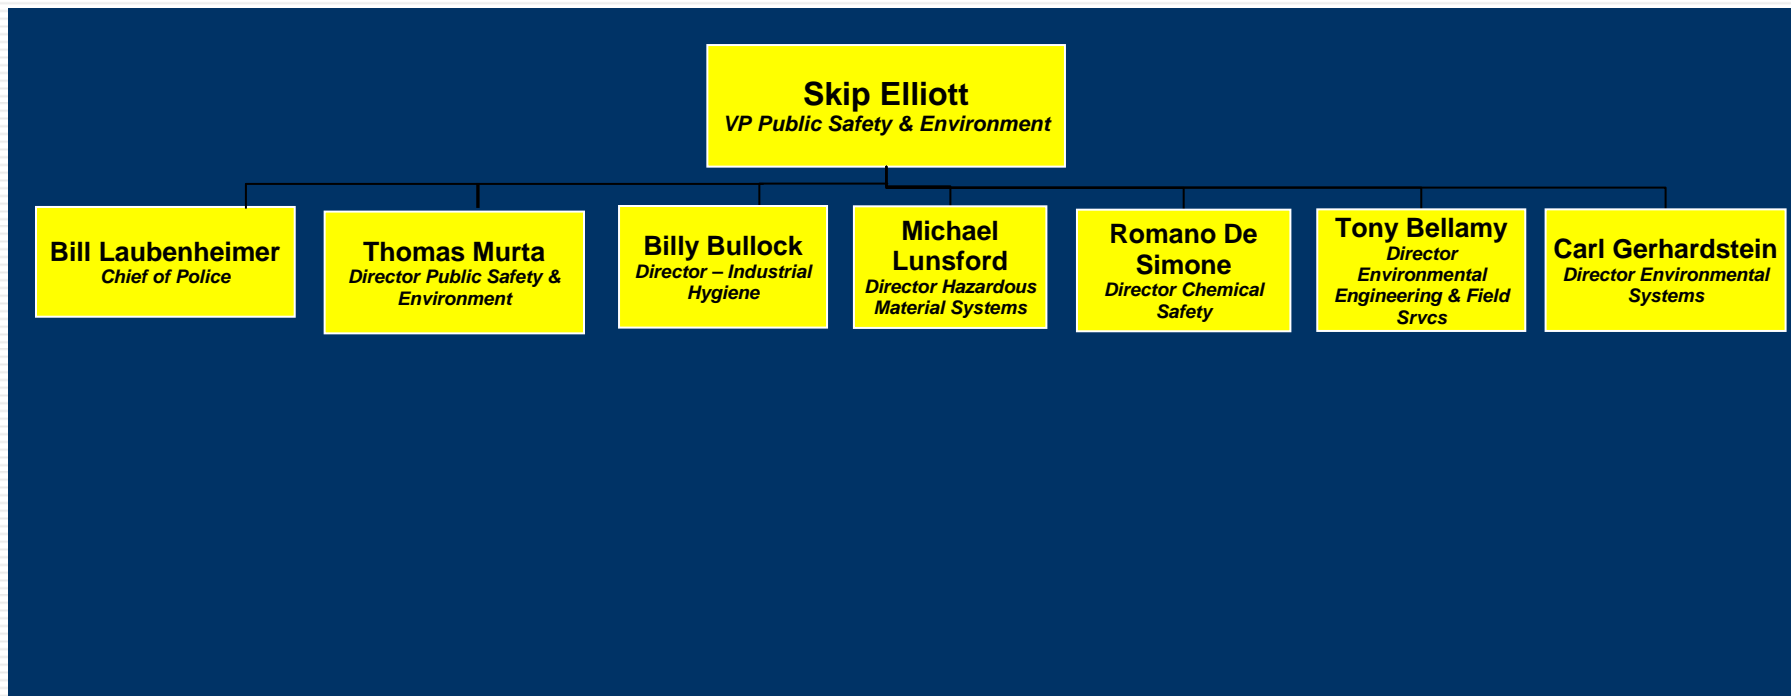 Skip Elliott
VP Public Safety & Environment
Bill Laubenheimer
Chief of Police
Thomas Murta
Director Public Safety &
Environment
Billy Bullock
Director – Industrial
Hygiene
Michael
Lunsford
Director Hazardous
Material Systems
Romano De
Simone
Director Chemical
Safety
Tony Bellamy
Director
Environmental
Engineering & Field
Srvcs
Carl Gerhardstein
Director Environmental
Systems